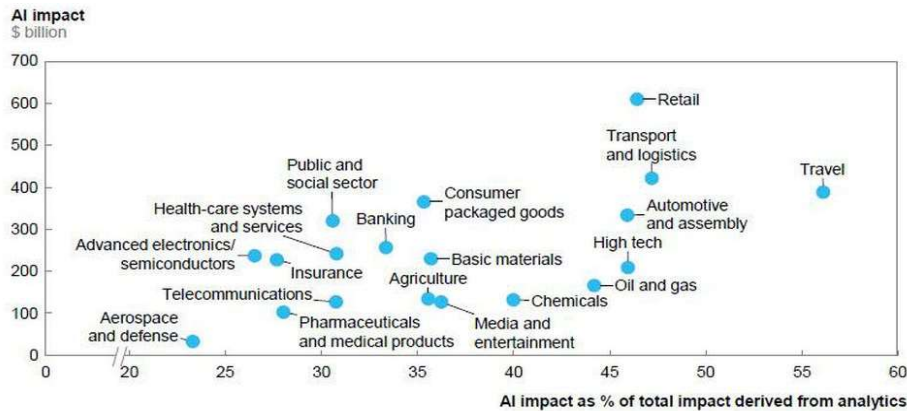 AI impact
$ billion
700
600
500
400
300
200
100
0
Retail
Transport
and logistics
Travel
Public and
social sector
Consumer
packaged goods
Automotive
and assembly
Health-care systems
and services
Banking
High tech
Advanced electronics/
semiconductors
Insurance
Basic materials
Agriculture
Oil and gas
Telecommunications
Chemicals
Aerospace
and defense
Pharmaceuticals
and medical products
Media and
entertainment
0 20 25 30 35 40 45 50 55 60
AI impact as % of total impact derived from analytics